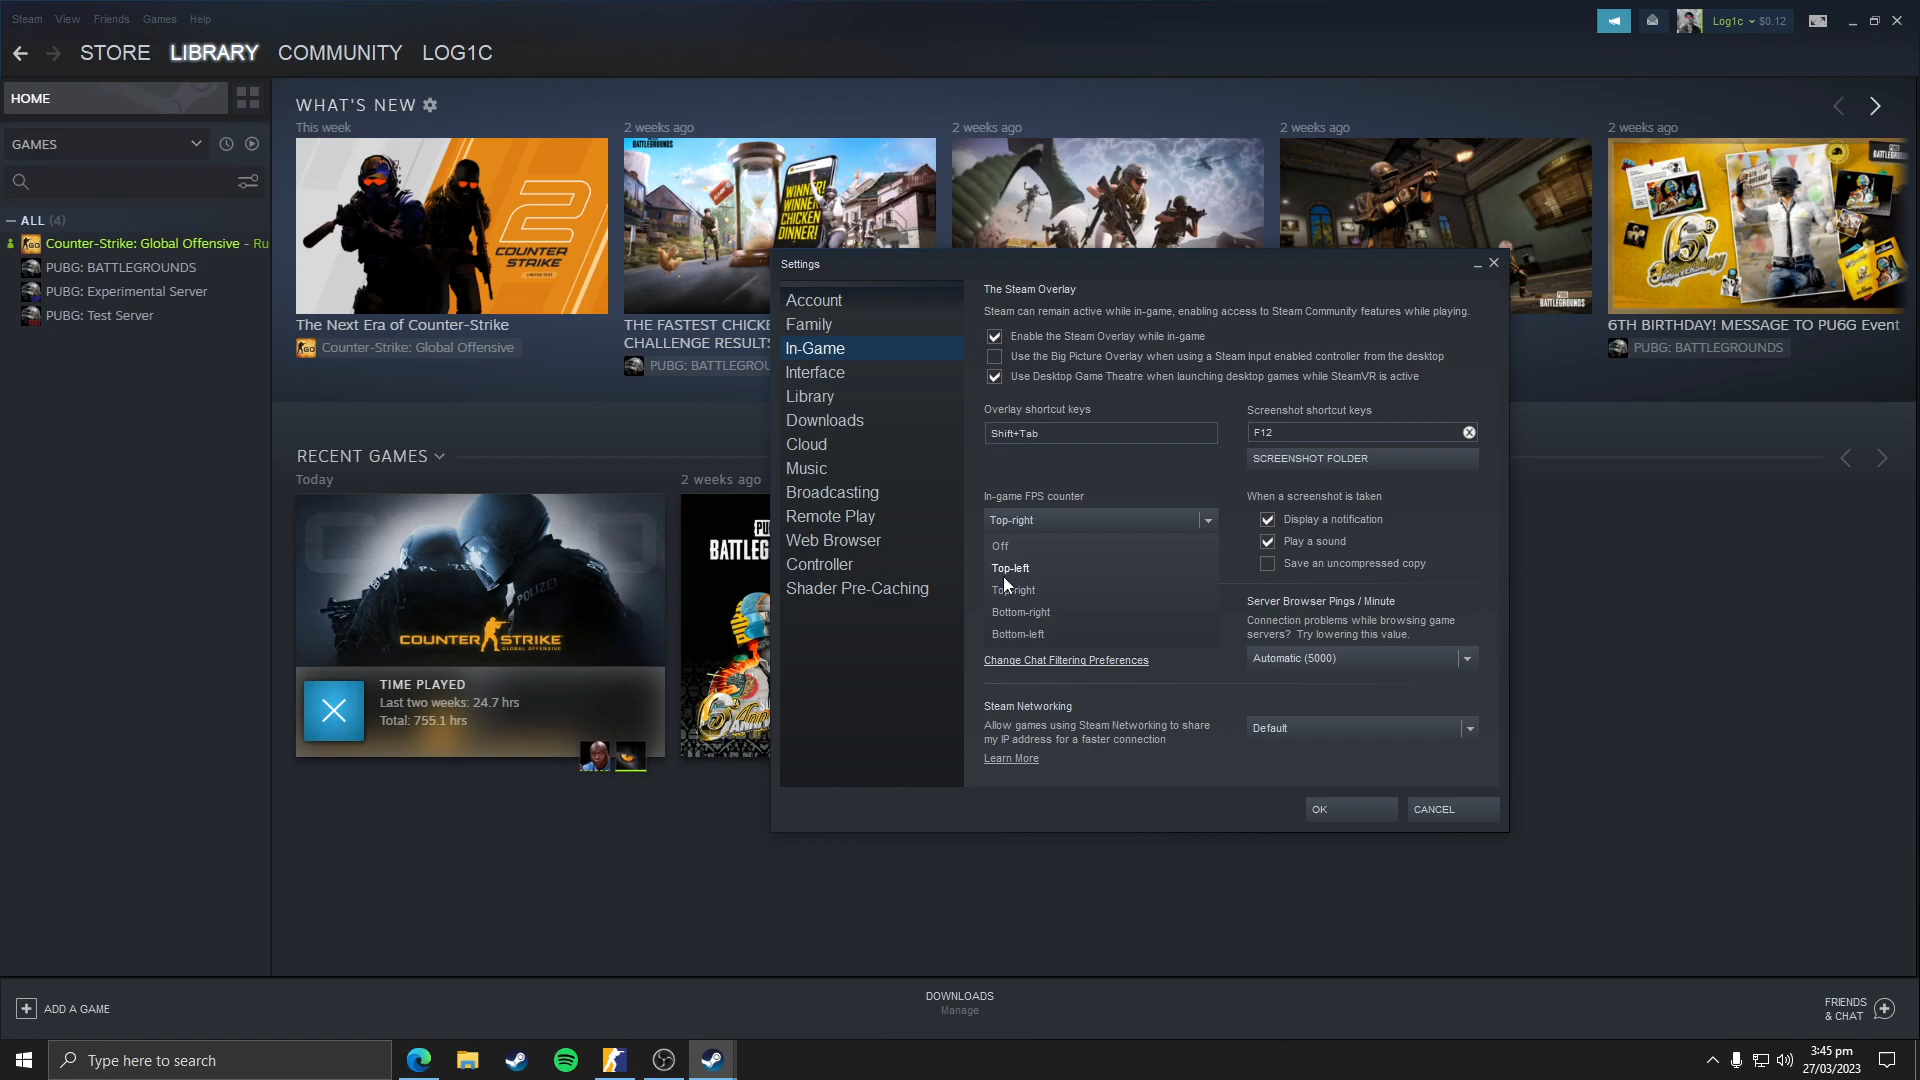 Steam View Friends Games Help
Log1c $0.12
STORE LIBRARY COMMUNITY LOG1C
HOME
GAMES
ALL (4)
Counter-Strike: Global Offensive - Ru
PUBG: BATTLEGROUNDS
PUBG: Experimental Server
PUBG: Test Server
WHAT'S NEW
This week
2 weeks ago
2 weeks ago
2 weeks ago
2 weeks ago
2
COUNTER
STRIKE
LIMITED TEST
BATTLEGROUNDS
WINNER!
WINNER
CHICKEN
DINNER!
BATTLEGROUNDS
The Next Era of Counter-Strike
Counter-Strike: Global Offensive
THE FASTEST CHICKE
CHALLENGE RESULTS
PUBG: BATTLEGROU
6TH BIRTHDAY! MESSAGE TO PU6G Event
PUBG: BATTLEGROUNDS
RECENT GAMES
Today
2 weeks ago
POLIZEI
COUNTER STRIKE
GLOBAL OFFENSIVE
TIME PLAYED
Last two weeks: 24.7 hrs
Total: 755.1 hrs
PU
BATTLEG
Settings
Account
Family
In-Game
Interface
Library
Downloads
Cloud
Music
Broadcasting
Remote Play
Web Browser
Controller
Shader Pre-Caching
The Steam Overlay
Steam can remain active while in-game, enabling access to Steam Community features while playing.
Enable the Steam Overlay while in-game
Use the Big Picture Overlay when using a Steam Input enabled controller from the desktop
Use Desktop Game Theatre when launching desktop games while SteamVR is active
Overlay shortcut keys
Shift+Tab
Screenshot shortcut keys
F12
SCREENSHOT FOLDER
In-game FPS counter
Top-right
Off
Top-left
Top-right
Bottom-right
Bottom-left
Change Chat Filtering Preferences
When a screenshot is taken
Display a notification
Play a sound
Save an uncompressed copy
Server Browser Pings / Minute
Connection problems while browsing game
servers? Try lowering this value.
Automatic (5000)
Steam Networking
Allow games using Steam Networking to share
my IP address for a faster connection
Learn More
Default
OK
CANCEL
ADD A GAME
DOWNLOADS
Manage
FRIENDS
& CHAT
Type here to search
3:45 pm
27/03/2023